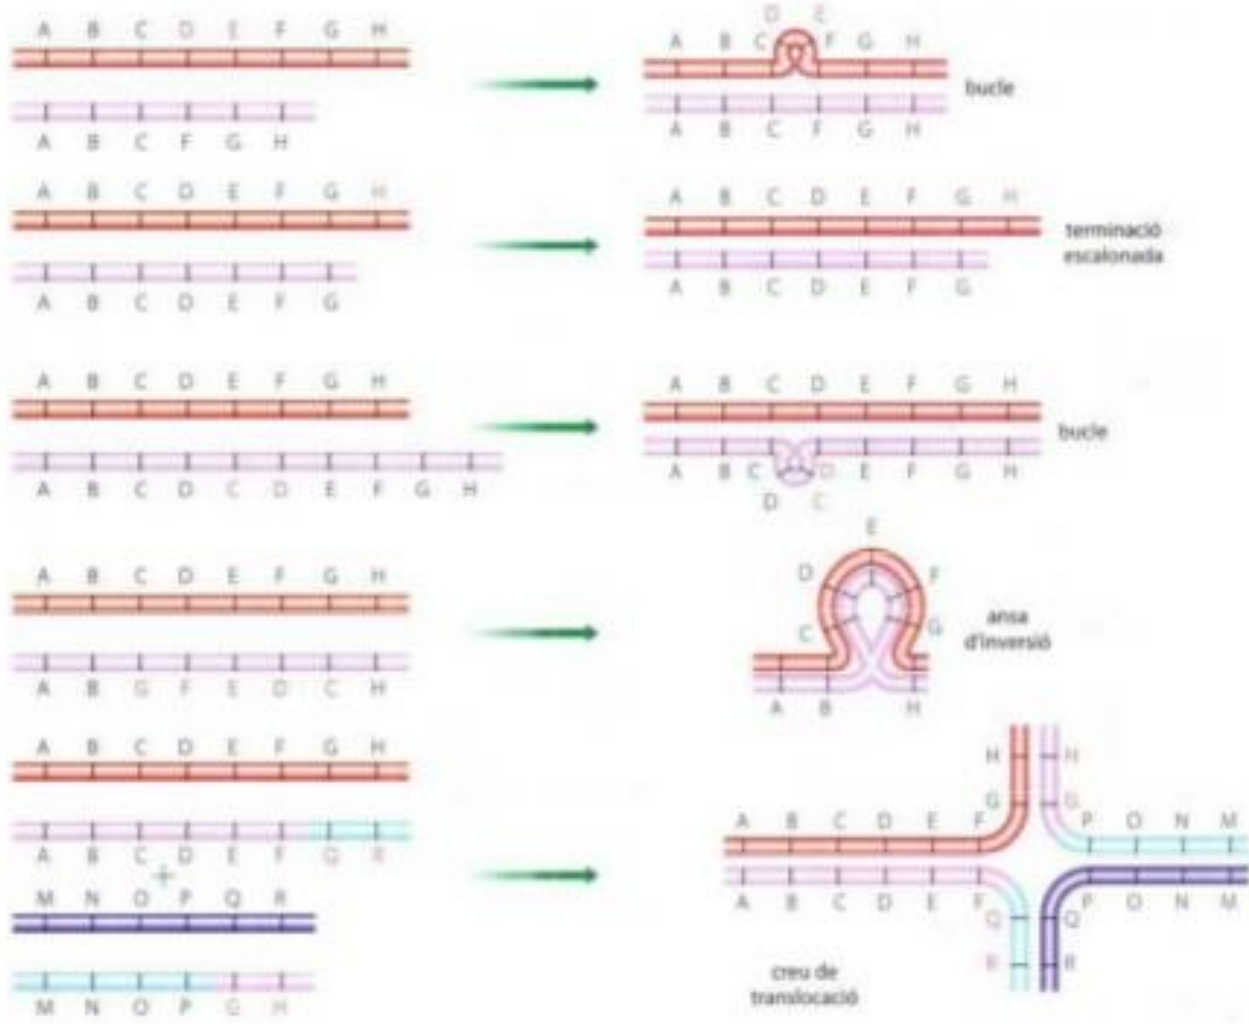 A B C D E F G H
A B C F G H
D E
A B C F G H
A B C F G H
bucle
A B C D E F G H
A B C D E F G
A B C D E F G H
A B C D E F G
terminació
escalonada
A B C D E F G H
A B C D C D E F G H
A B C D E F G H
A B C D E F G H
D C
bucle
A B C D E F G H
A B G F E D C H
E
D F
C G
A B H
ansa
d'inversió
A B C D E F G H
A B C D E F Q R
+
M N O P Q R
M N O P G H
H H
G G
A B C D E F P O N M
A B C D E F P O N M
Q Q
R R
creu de
translocació